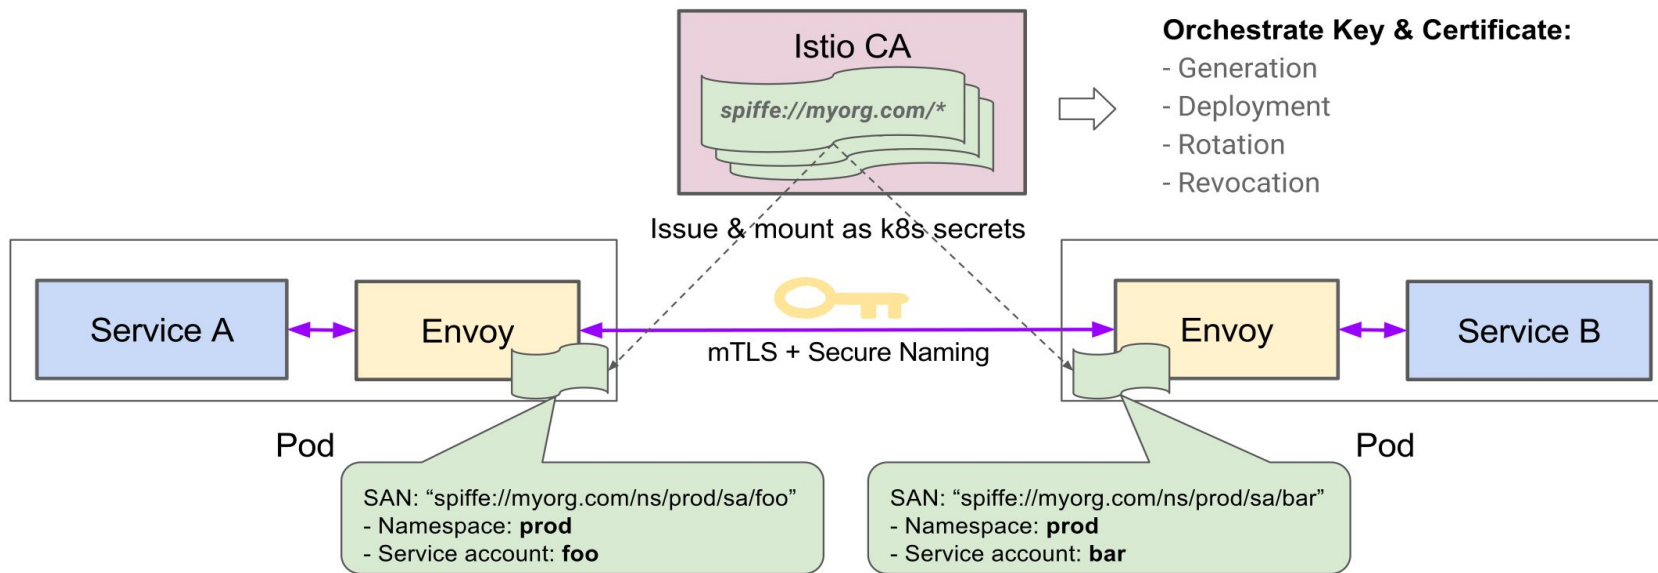 Istio CA
spiffe://myorg.com/*
Orchestrate Key & Certificate:
- Generation
- Deployment
- Rotation
- Revocation
Issue & mount as k8s secrets
Service A
Envoy
mTLS + Secure Naming
Envoy
Service B
Pod
Pod
SAN: “spiffe://myorg.com/ns/prod/sa/foo”
- Namespace: prod
- Service account: foo
SAN: “spiffe://myorg.com/ns/prod/sa/bar”
- Namespace: prod
- Service account: bar